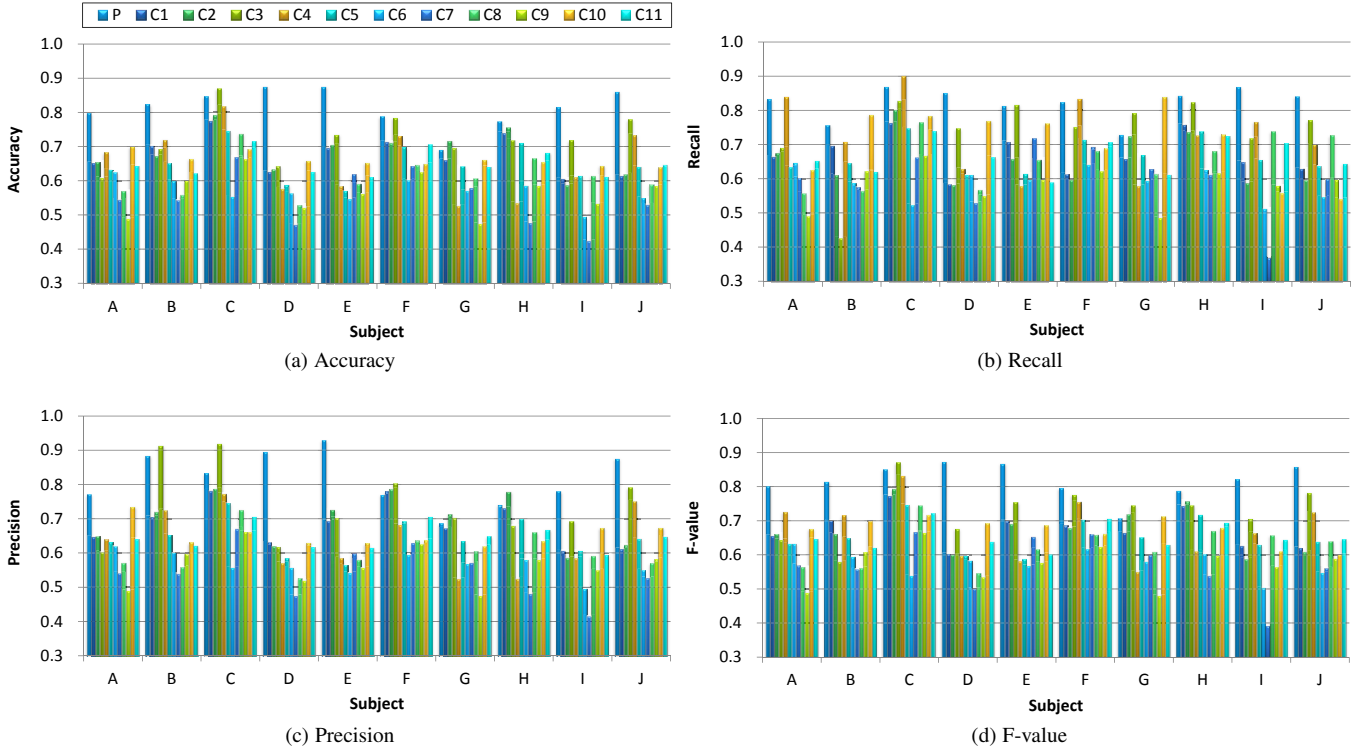 P C1 C2 C3 C4 C5 C6 C7 C8 C9 C10 C11
1.0
0.9
0.8
0.7
0.6
0.5
0.4
0.3
Accuracy
A B C D E F G H I J
Subject
(a) Accuracy
1.0
0.9
0.8
0.7
0.6
0.5
0.4
0.3
Recall
A B C D E F G H I J
Subject
(b) Recall
1.0
0.9
0.8
0.7
0.6
0.5
0.4
0.3
Precision
A B C D E F G H I J
Subject
(c) Precision
1.0
0.9
0.8
0.7
0.6
0.5
0.4
0.3
F-value
A B C D E F G H I J
Subject
(d) F-value